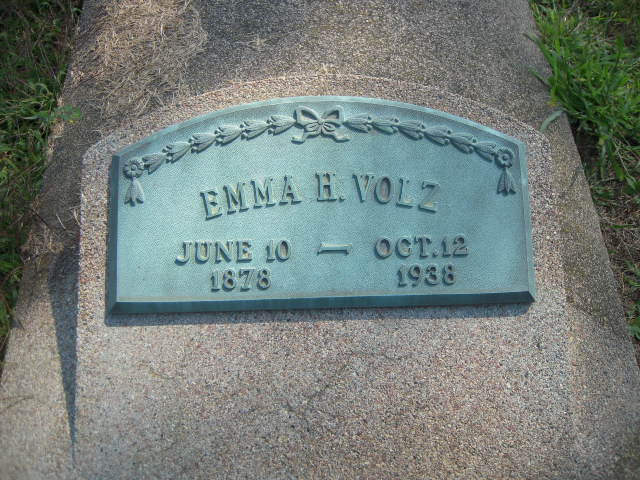 EMMA H. VOLZ
JUNE 10 — OCT. 12
1878 1938